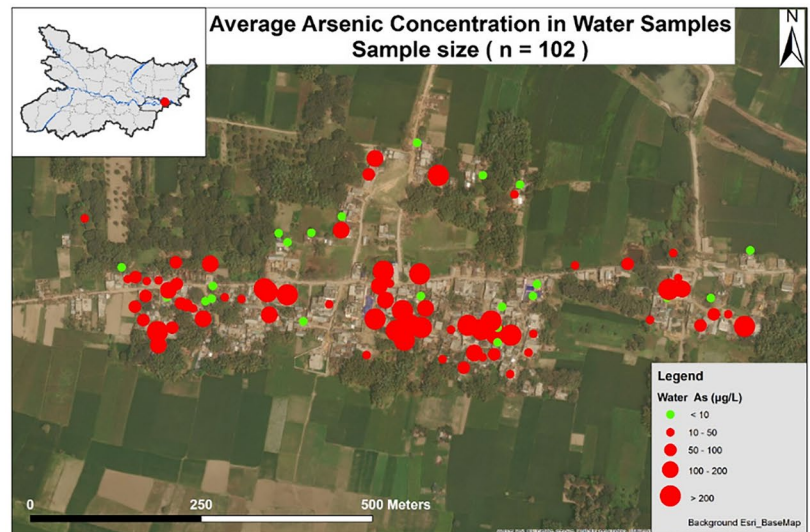 Average Arsenic Concentration in Water Samples
Sample size ( n = 102 )
N
Legend
Water As (µg/L)
< 10
10 - 50
50 - 100
100 - 200
> 200
0 250 500 Meters
Background Esri_BaseMap